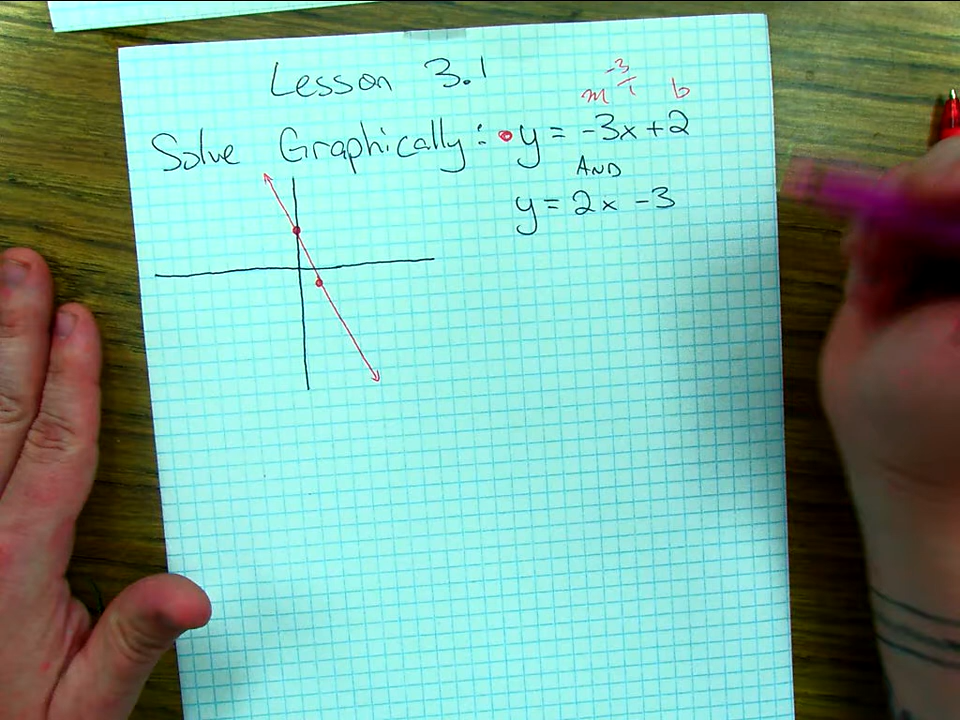 Lesson 3.1
-3/1
m b
Solve Graphically: y = -3x + 2
AND
y = 2x - 3